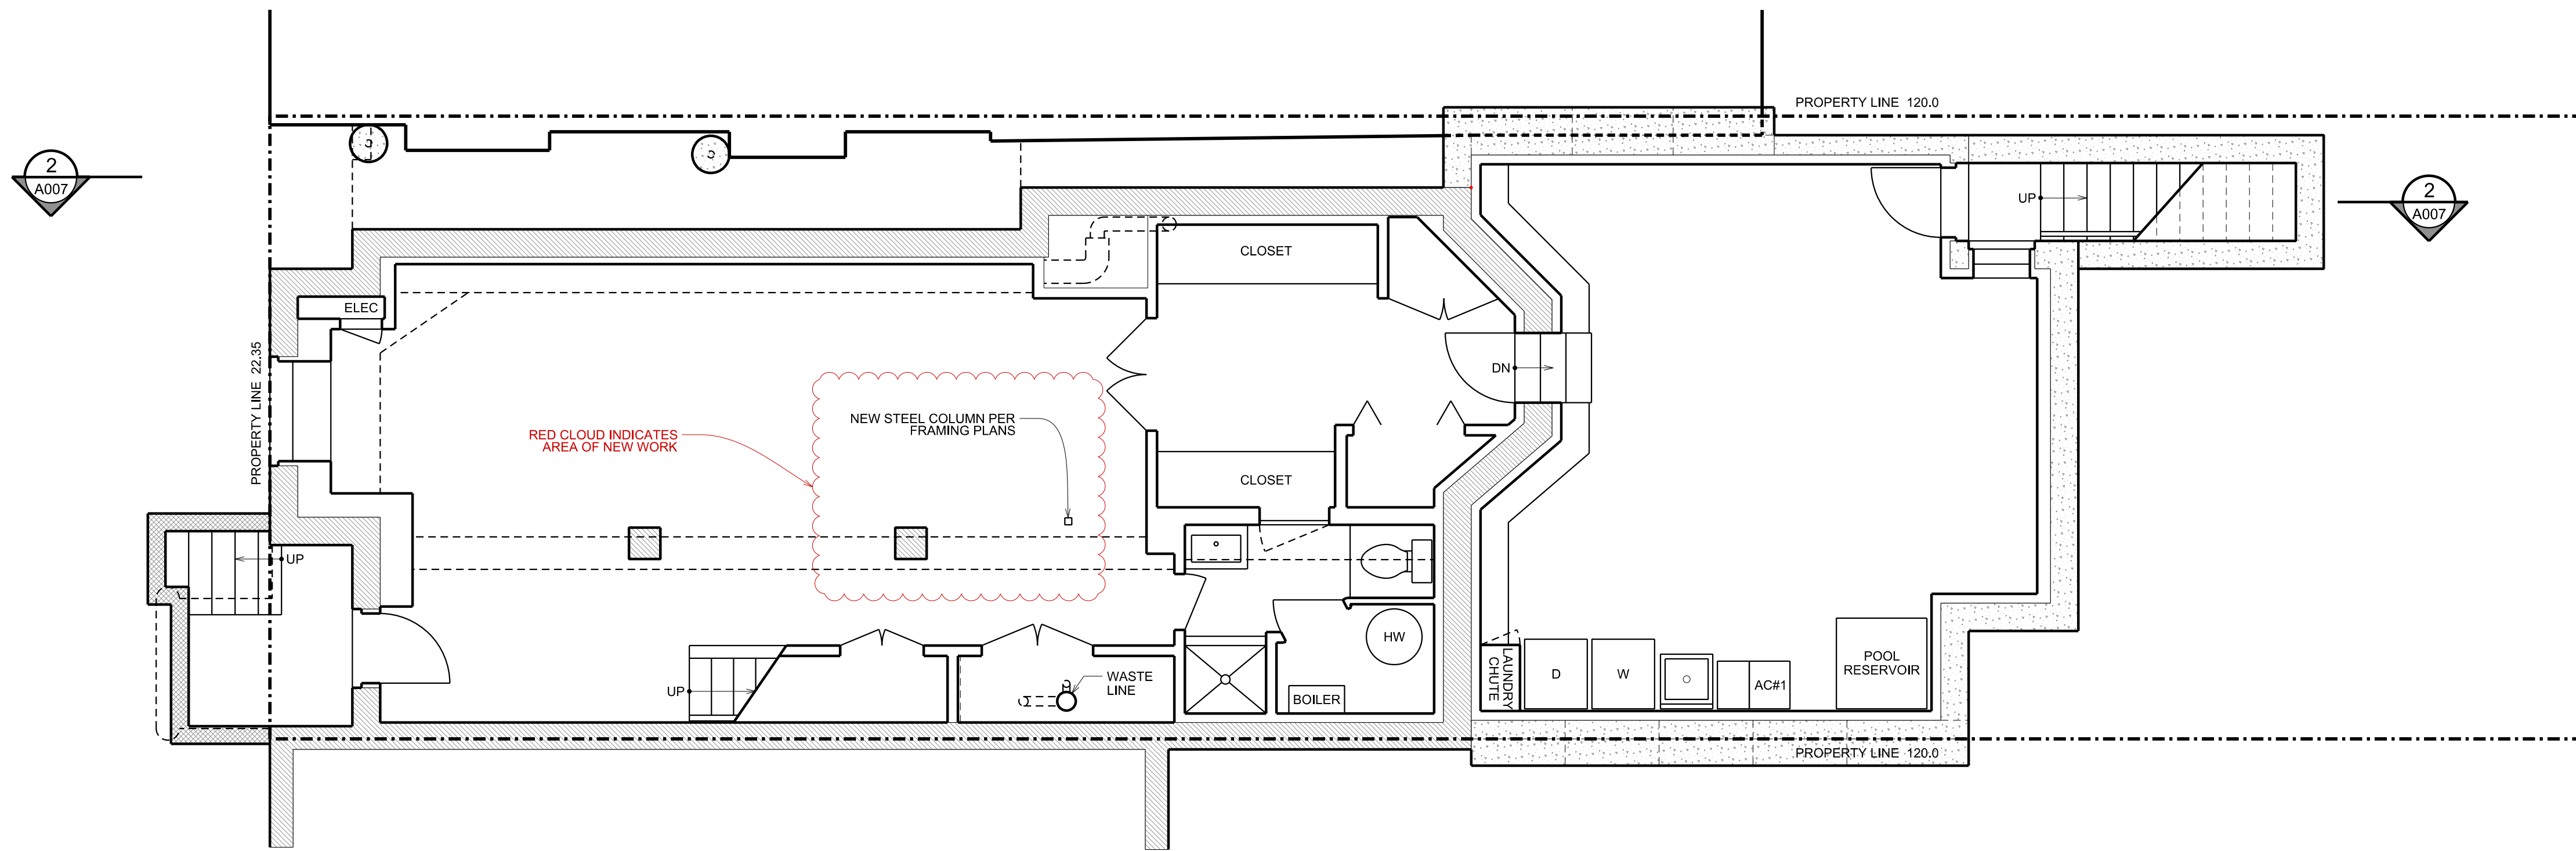 PROPERTY LINE  120.0
2
A007
2
A007
UP
CLOSET
ELEC
PROPERTY LINE  22.35
DN
NEW STEEL COLUMN PER
FRAMING PLANS
RED CLOUD INDICATES
AREA OF NEW WORK
CLOSET
UP
HW
UP
WASTE
LINE
BOILER
LAUNDRY
CHUTE
D
W
AC#1
POOL
RESERVOIR
PROPERTY LINE  120.0